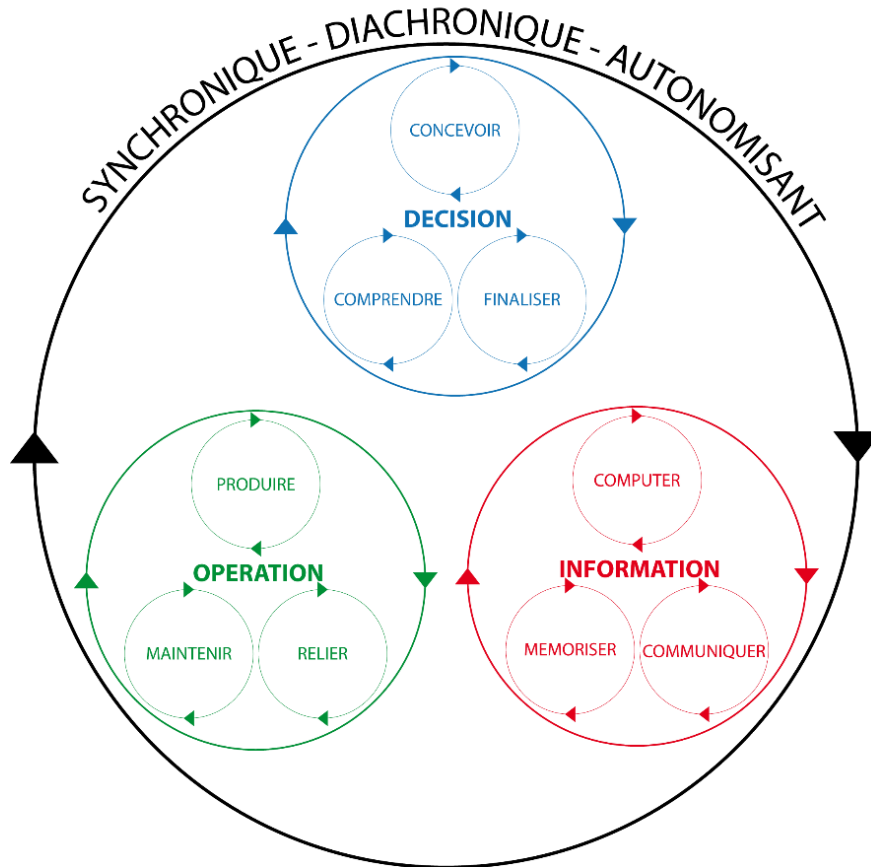 SYNCHRONIQUE - DIACHRONIQUE - AUTONOMISANT
CONCEVOIR
DECISION
COMPRENDRE
FINALISER
PRODUIRE
OPERATION
MAINTENIR
RELIER
COMPUTER
INFORMATION
MEMORISER
COMMUNIQUER